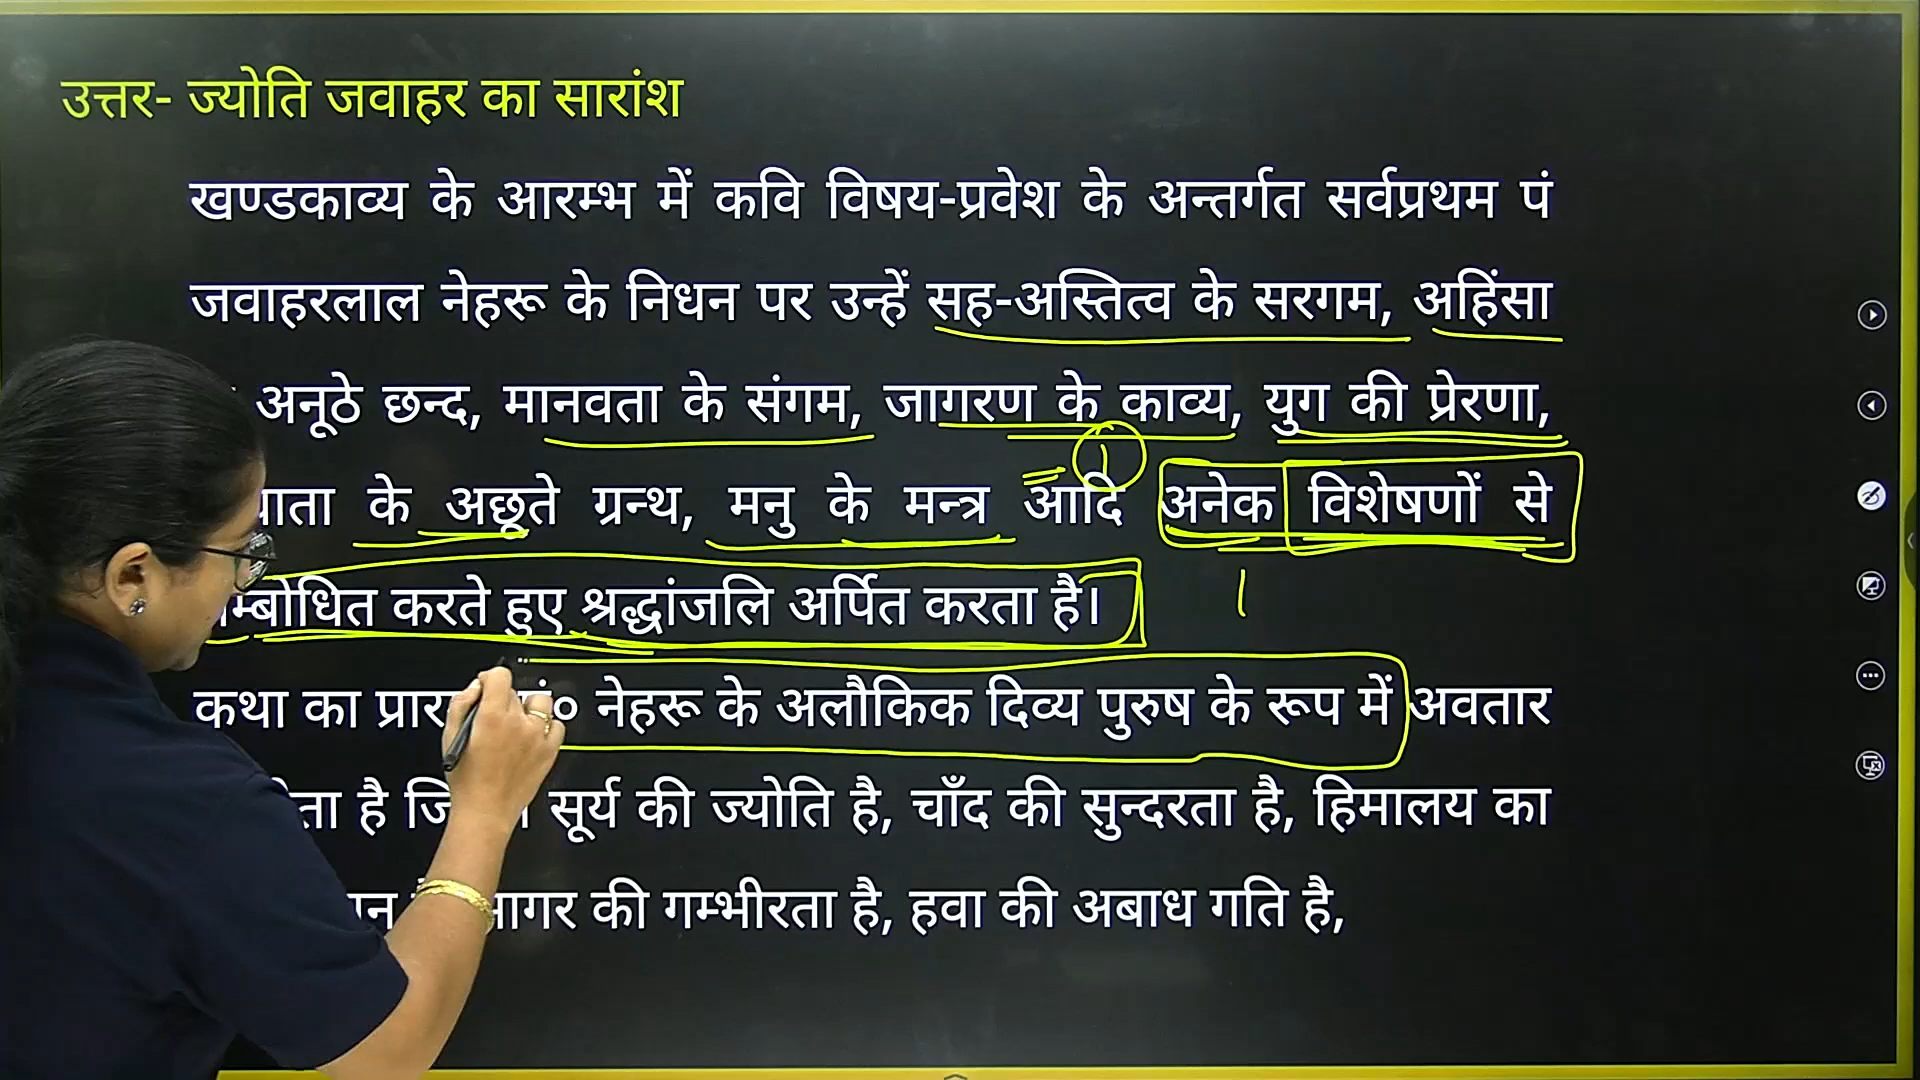 उत्तर- ज्योति जवाहर का सारांश
खण्डकाव्य के आरम्भ में कवि विषय-प्रवेश के अन्तर्गत सर्वप्रथम पं
जवाहरलाल नेहरू के निधन पर उन्हें सह-अस्तित्व के सरगम, अहिंसा
अनूठे छन्द, मानवता के संगम, जागरण के काव्य, युग की प्रेरणा,
के अछूते ग्रन्थ, मनु के मन्त्र आदि अनेक विशेषणों से
करते हुए श्रद्धांजलि अर्पित करता है।
कथा का नेहरू के अलौकिक दिव्य पुरुष के रूप में अवतार
है सूर्य की ज्योति है, चाँद की सुन्दरता है, हिमालय का
की गम्भीरता है, हवा की अबाध गति है,